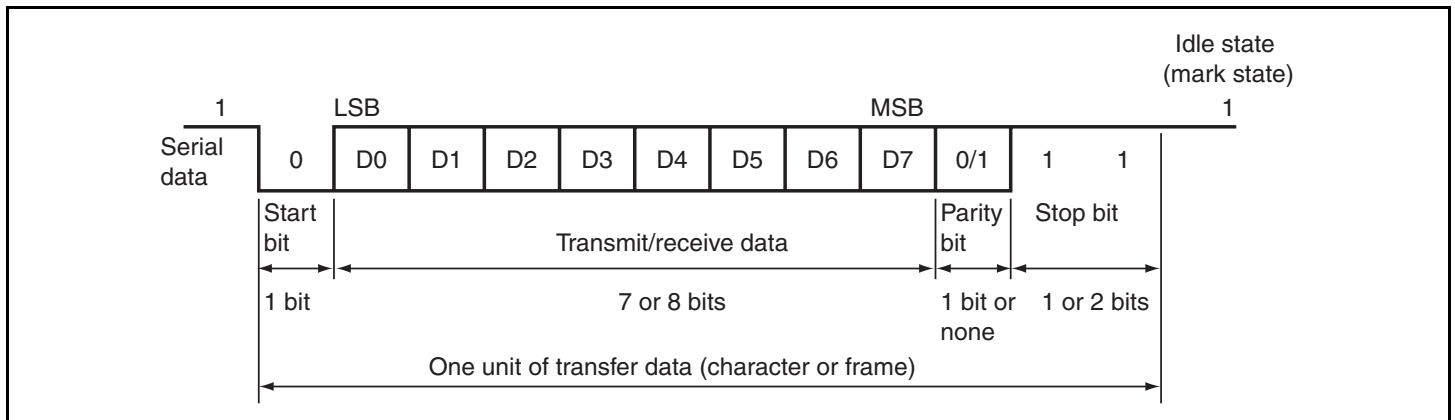 Idle state
(mark state)
1 LSB MSB 1
Serial
data
0 D0 D1 D2 D3 D4 D5 D6 D7 0/1 1 1
Start
bit
Transmit/receive data
Parity
bit
Stop bit
1 bit
7 or 8 bits
1 bit or
none
1 or 2 bits
One unit of transfer data (character or frame)